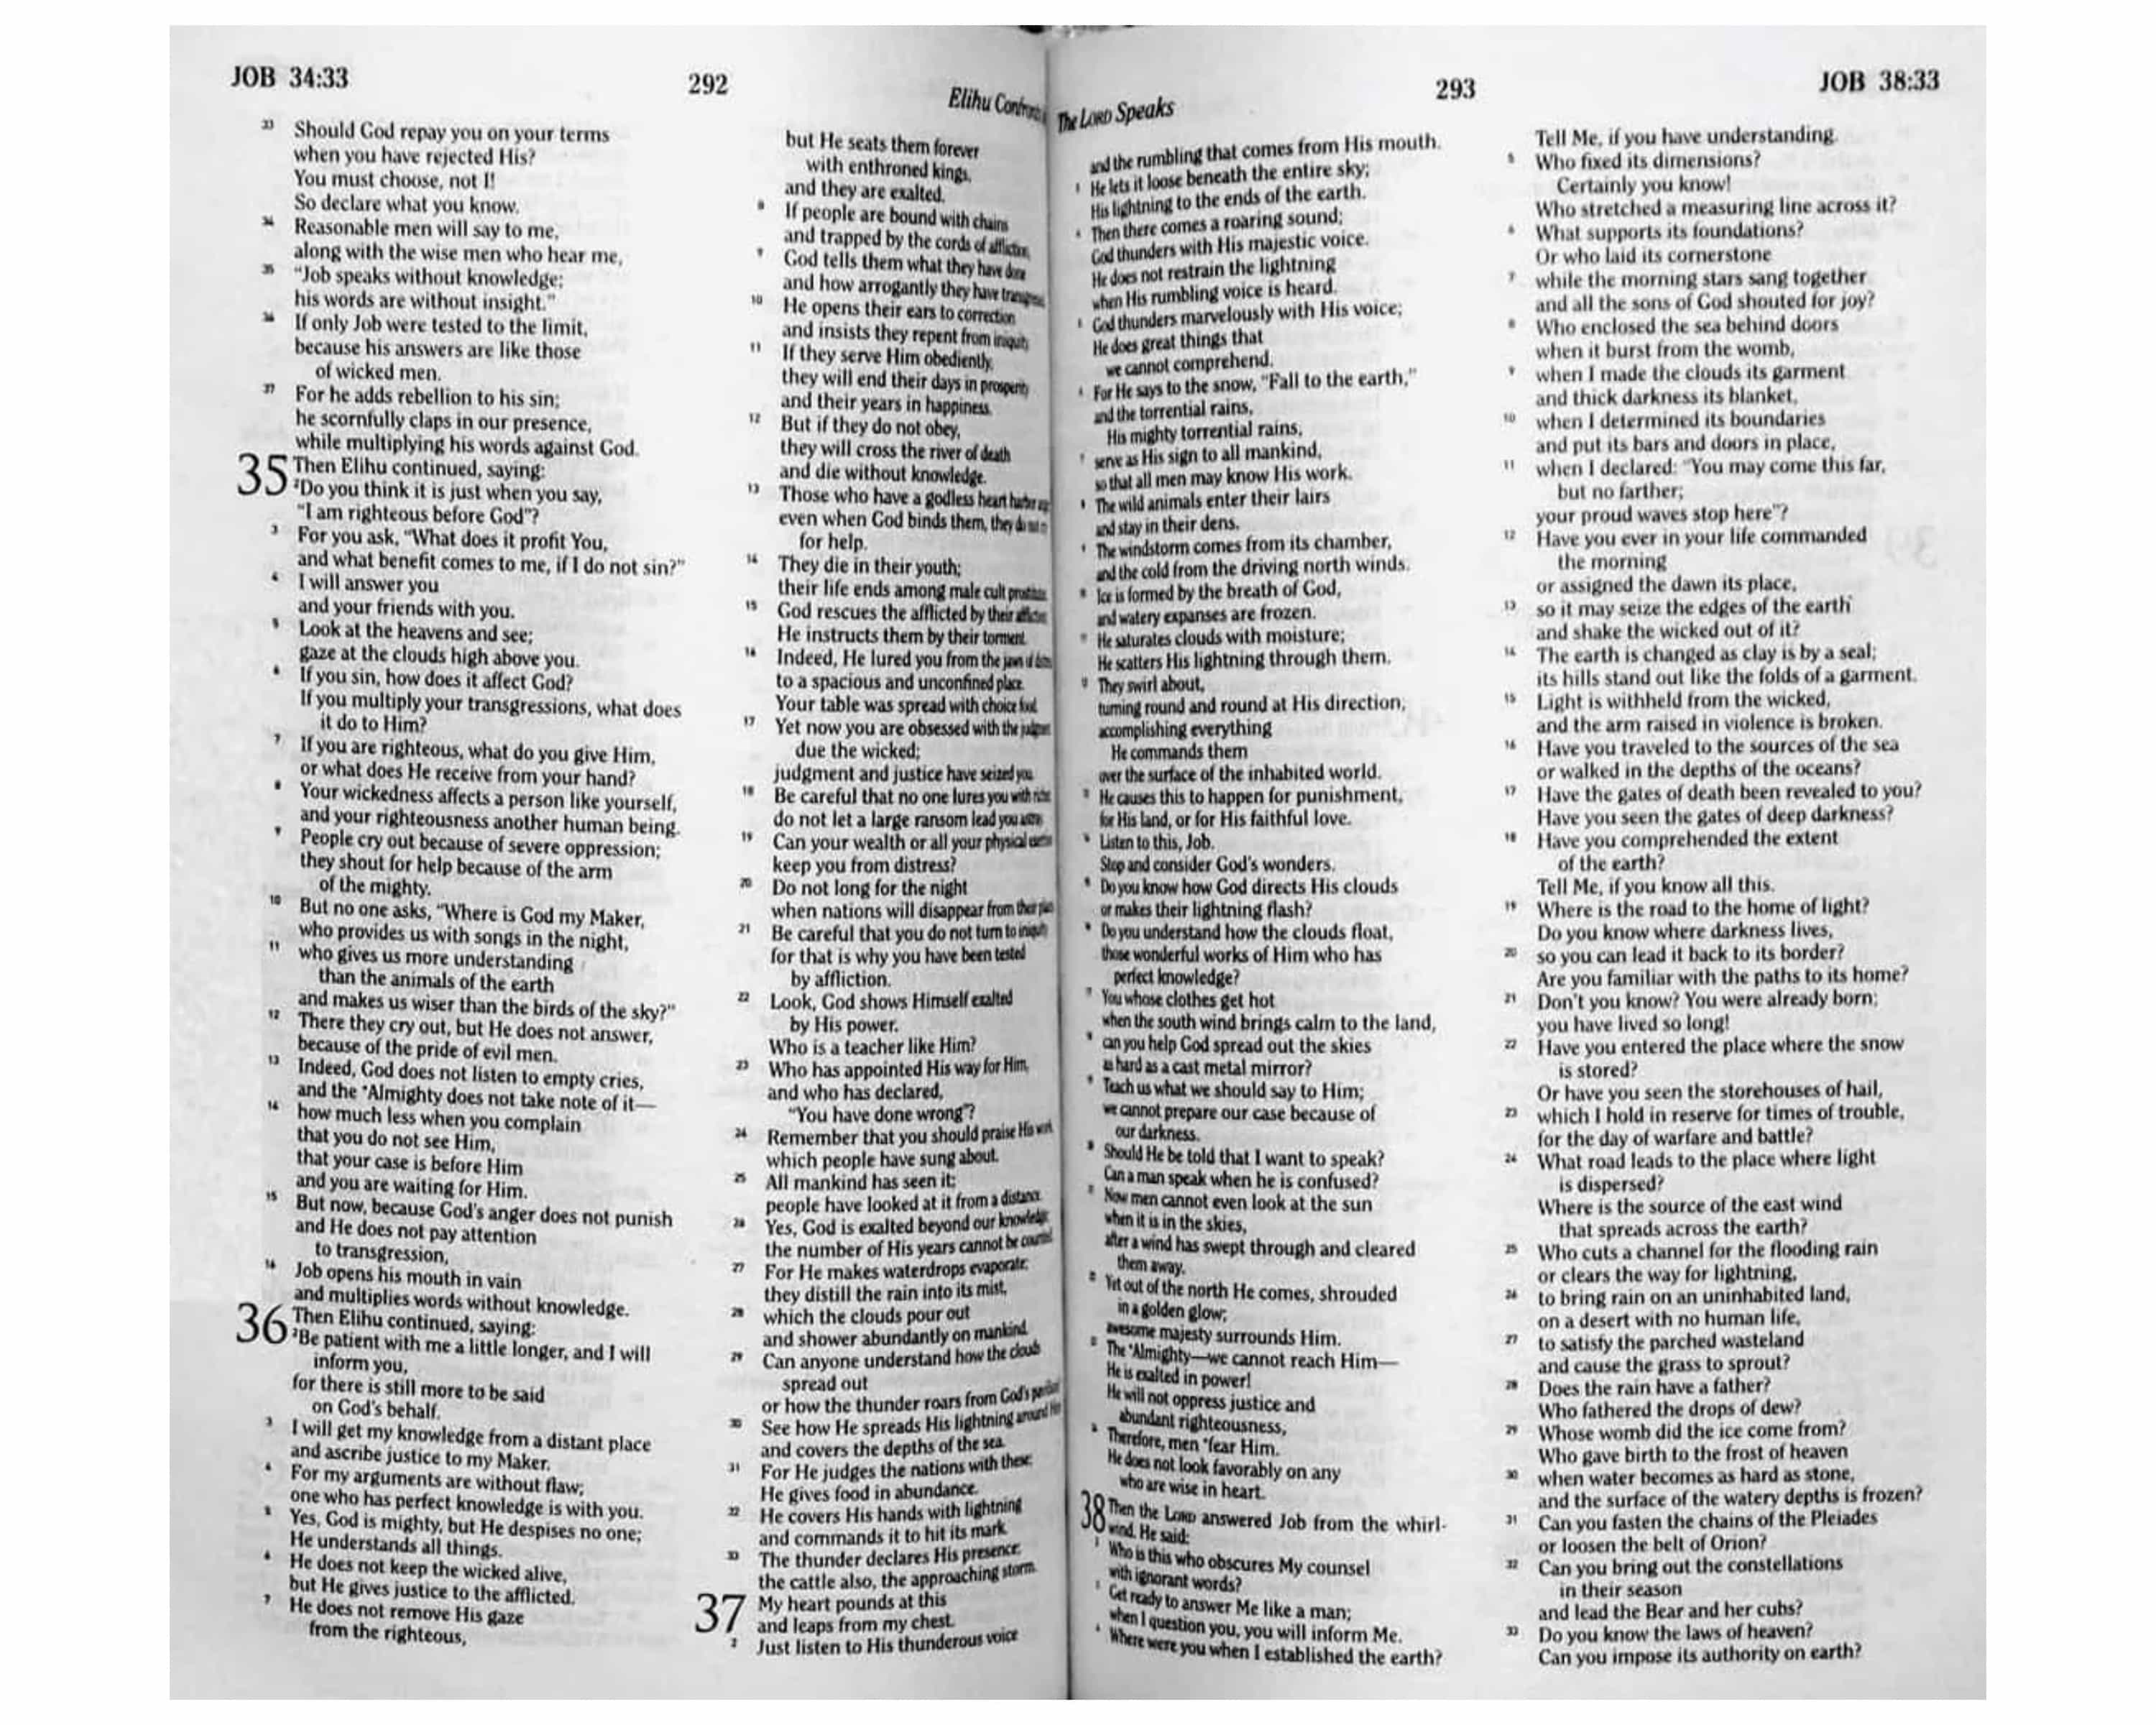 JOB 34:33
292
Elihu
33 Should God repay you on your terms
when you have rejected His?
You must choose, not I!
So declare what you know.
34 Reasonable men will say to me,
along with the wise men who hear me,
35 "Job speaks without knowledge;
his words are without insight."
36 If only Job were tested to the limit,
because his answers are like those
of wicked men.
37 For he adds rebellion to his sin;
he scornfully claps in our presence,
while multiplying his words against God.
35 Then Elihu continued, saying:
2 Do you think it is just when you say,
"I am righteous before God"?
3 For you ask, "What does it profit You,
and what benefit comes to me, if I do not sin?"
4 I will answer you
and your friends with you.
5 Look at the heavens and see;
gaze at the clouds high above you.
6 If you sin, how does it affect God?
If you multiply your transgressions, what does
it do to Him?
7 If you are righteous, what do you give Him,
or what does He receive from your hand?
8 Your wickedness affects a person like yourself,
and your righteousness another human being.
9 People cry out because of severe oppression;
they shout for help because of the arm
of the mighty.
10 But no one asks, "Where is God my Maker,
who provides us with songs in the night,
11 who gives us more understanding
than the animals of the earth
and makes us wiser than the birds of the sky?"
12 There they cry out, but He does not answer,
because of the pride of evil men.
13 Indeed, God does not listen to empty cries,
and the *Almighty does not take note of it—
14 how much less when you complain
that you do not see Him,
that your case is before Him
and you are waiting for Him.
15 But now, because God's anger does not punish
and He does not pay attention
to transgression,
16 Job opens his mouth in vain
and multiplies words without knowledge.
36 Then Elihu continued, saying:
2 Be patient with me a little longer, and I will
inform you,
for there is still more to be said
on God's behalf.
3 I will get my knowledge from a distant place
and ascribe justice to my Maker.
4 For my arguments are without flaw;
one who has perfect knowledge is with you.
5 Yes, God is mighty, but He despises no one;
He understands all things.
6 He does not keep the wicked alive,
but He gives justice to the afflicted.
7 He does not remove His gaze
from the righteous,
but He seats them forever
with enthroned kings,
and they are exalted.
8 If people are bound with chains
and trapped by the cords of affliction,
9 God tells them what they have done
and how arrogantly they have
10 He opens their ears to correction
and insists they repent from iniquity
11 If they serve Him obediently,
they will end their days in prosperity
and their years in happiness.
12 But if they do not obey,
they will cross the river of death
and die without knowledge.
13 Those who have a godless heart
even when God binds them, they
for help.
14 They die in their youth;
their life ends among male cult
15 God rescues the afflicted by their
He instructs them by their torment.
16 Indeed, He lured you from the jaws
to a spacious and unconfined place.
Your table was spread with choice food.
17 Yet now you are obsessed with the
due the wicked;
judgment and justice have seized you.
18 Be careful that no one lures you with
do not let a large ransom lead you
19 Can your wealth or all your physical
keep you from distress?
20 Do not long for the night
when nations will disappear from their
21 Be careful that you do not turn to iniquity
for that is why you have been tested
by affliction.
22 Look, God shows Himself exalted
by His power.
Who is a teacher like Him?
23 Who has appointed His way for Him,
and who has declared,
"You have done wrong"?
24 Remember that you should praise His work,
which people have sung about.
25 All mankind has seen it;
people have looked at it from a distance.
26 Yes, God is exalted beyond our knowledge;
the number of His years cannot be counted.
27 For He makes waterdrops evaporate;
they distill the rain into its mist,
28 which the clouds pour out
and shower abundantly on mankind.
29 Can anyone understand how the clouds
spread out
or how the thunder roars from God's
30 See how He spreads His lightning around
and covers the depths of the sea.
31 For He judges the nations with these;
He gives food in abundance.
32 He covers His hands with lightning
and commands it to hit its mark.
33 The thunder declares His presence;
the cattle also, the approaching storm.
37 My heart pounds at this
and leaps from my chest.
2 Just listen to His thunderous voice
The LORD Speaks
293
JOB 38:33
and the rumbling that comes from His mouth.
3 He lets it loose beneath the entire sky;
His lightning to the ends of the earth.
4 Then there comes a roaring sound;
God thunders with His majestic voice.
He does not restrain the lightning
when His rumbling voice is heard.
5 God thunders marvelously with His voice;
He does great things that
we cannot comprehend.
6 For He says to the snow, "Fall to the earth,"
and the torrential rains,
His mighty torrential rains,
7 serve as His sign to all mankind,
so that all men may know His work.
8 The wild animals enter their lairs
and stay in their dens.
9 The windstorm comes from its chamber,
and the cold from the driving north winds.
10 Ice is formed by the breath of God,
and watery expanses are frozen.
11 He saturates clouds with moisture;
He scatters His lightning through them.
12 They swirl about,
turning round and round at His direction,
accomplishing everything
He commands them
over the surface of the inhabited world.
13 He causes this to happen for punishment,
for His land, or for His faithful love.
14 Listen to this, Job.
Stop and consider God's wonders.
15 Do you know how God directs His clouds
or makes their lightning flash?
16 Do you understand how the clouds float,
those wonderful works of Him who has
perfect knowledge?
17 You whose clothes get hot
when the south wind brings calm to the land,
18 can you help God spread out the skies
as hard as a cast metal mirror?
19 Teach us what we should say to Him;
we cannot prepare our case because of
our darkness.
20 Should He be told that I want to speak?
Can a man speak when he is confused?
21 Now men cannot even look at the sun
when it is in the skies,
after a wind has swept through and cleared
them away.
22 Yet out of the north He comes, shrouded
in a golden glow;
awesome majesty surrounds Him.
23 The *Almighty—we cannot reach Him—
He is exalted in power!
He will not oppress justice and
abundant righteousness,
24 Therefore, men *fear Him.
He does not look favorably on any
who are wise in heart.
38 Then the LORD answered Job from the whirl-
wind. He said:
2 Who is this who obscures My counsel
with ignorant words?
3 Get ready to answer Me like a man;
when I question you, you will inform Me.
4 Where were you when I established the earth?
Tell Me, if you have understanding.
5 Who fixed its dimensions?
Certainly you know!
Who stretched a measuring line across it?
6 What supports its foundations?
Or who laid its cornerstone
7 while the morning stars sang together
and all the sons of God shouted for joy?
8 Who enclosed the sea behind doors
when it burst from the womb,
9 when I made the clouds its garment
and thick darkness its blanket,
10 when I determined its boundaries
and put its bars and doors in place,
11 when I declared: "You may come this far,
but no farther;
your proud waves stop here"?
12 Have you ever in your life commanded
the morning
or assigned the dawn its place,
13 so it may seize the edges of the earth
and shake the wicked out of it?
14 The earth is changed as clay is by a seal;
its hills stand out like the folds of a garment.
15 Light is withheld from the wicked,
and the arm raised in violence is broken.
16 Have you traveled to the sources of the sea
or walked in the depths of the oceans?
17 Have the gates of death been revealed to you?
Have you seen the gates of deep darkness?
18 Have you comprehended the extent
of the earth?
Tell Me, if you know all this.
19 Where is the road to the home of light?
Do you know where darkness lives,
20 so you can lead it back to its border?
Are you familiar with the paths to its home?
21 Don't you know? You were already born;
you have lived so long!
22 Have you entered the place where the snow
is stored?
Or have you seen the storehouses of hail,
23 which I hold in reserve for times of trouble,
for the day of warfare and battle?
24 What road leads to the place where light
is dispersed?
Where is the source of the east wind
that spreads across the earth?
25 Who cuts a channel for the flooding rain
or clears the way for lightning,
26 to bring rain on an uninhabited land,
on a desert with no human life,
27 to satisfy the parched wasteland
and cause the grass to sprout?
28 Does the rain have a father?
Who fathered the drops of dew?
29 Whose womb did the ice come from?
Who gave birth to the frost of heaven
30 when water becomes as hard as stone,
and the surface of the watery depths is frozen?
31 Can you fasten the chains of the Pleiades
or loosen the belt of Orion?
32 Can you bring out the constellations
in their season
and lead the Bear and her cubs?
33 Do you know the laws of heaven?
Can you impose its authority on earth?